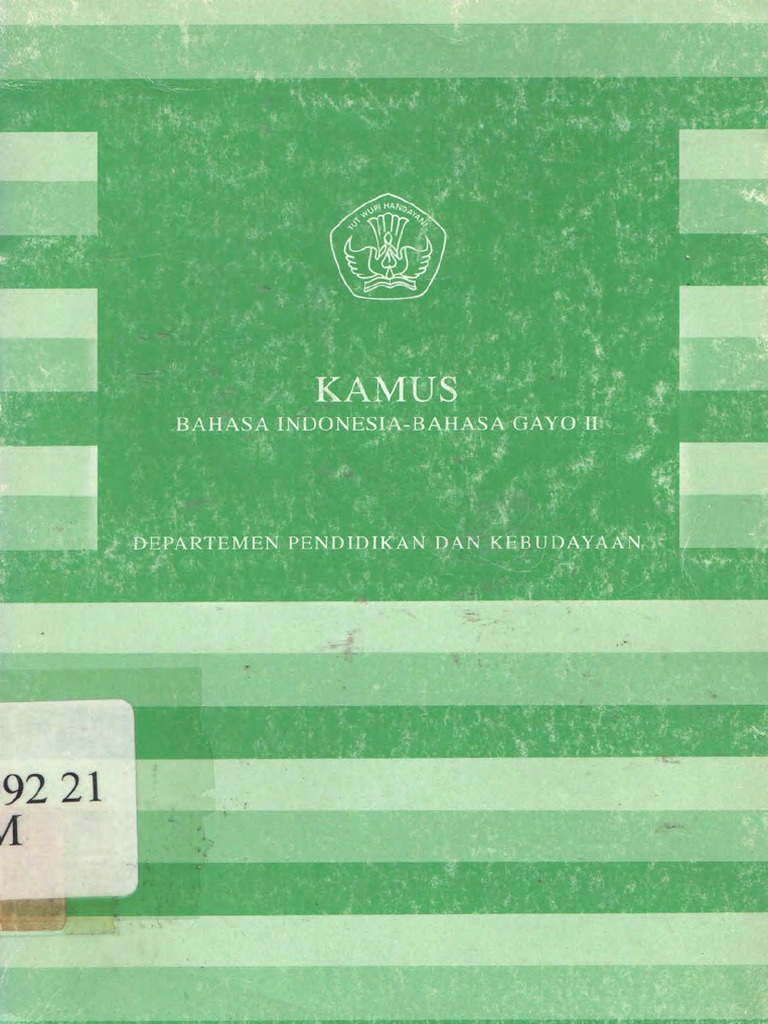 TUT WURI HANDAYANI
KAMUS
BAHASA INDONESIA-BAHASA GAYO II
DEPARTEMEN PENDIDIKAN DAN KEBUDAYAAN
92 21
M